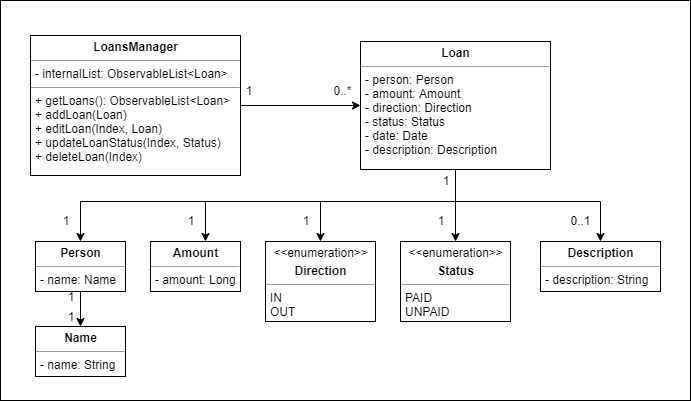 LoansManager
- internalList: ObservableList<Loan>
+ getLoans(): ObservableList<Loan>
+ addLoan(Loan)
+ editLoan(Index, Loan)
+ updateLoanStatus(Index, Status)
+ deleteLoan(Index)
1
0..*
Loan
- person: Person
- amount: Amount
- direction: Direction
- status: Status
- date: Date
- description: Description
1
1
1
1
1
0..1
Person
- name: Name
Amount
- amount: Long
<<enumeration>>
Direction
IN
OUT
<<enumeration>>
Status
PAID
UNPAID
Description
- description: String
1
1
Name
- name: String